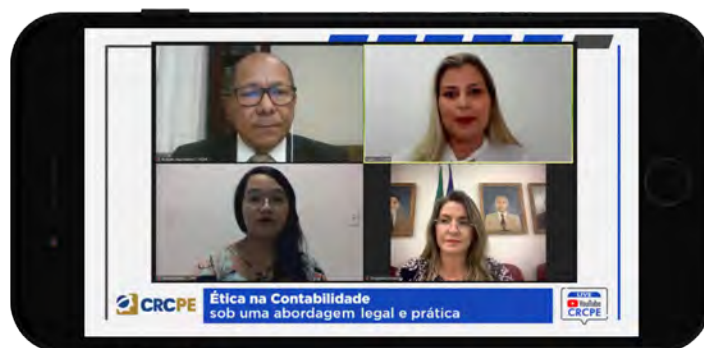 CRCPE
Ética na Contabilidade
sob uma abordagem legal e prática
LIVE
YouTube
CRCPE